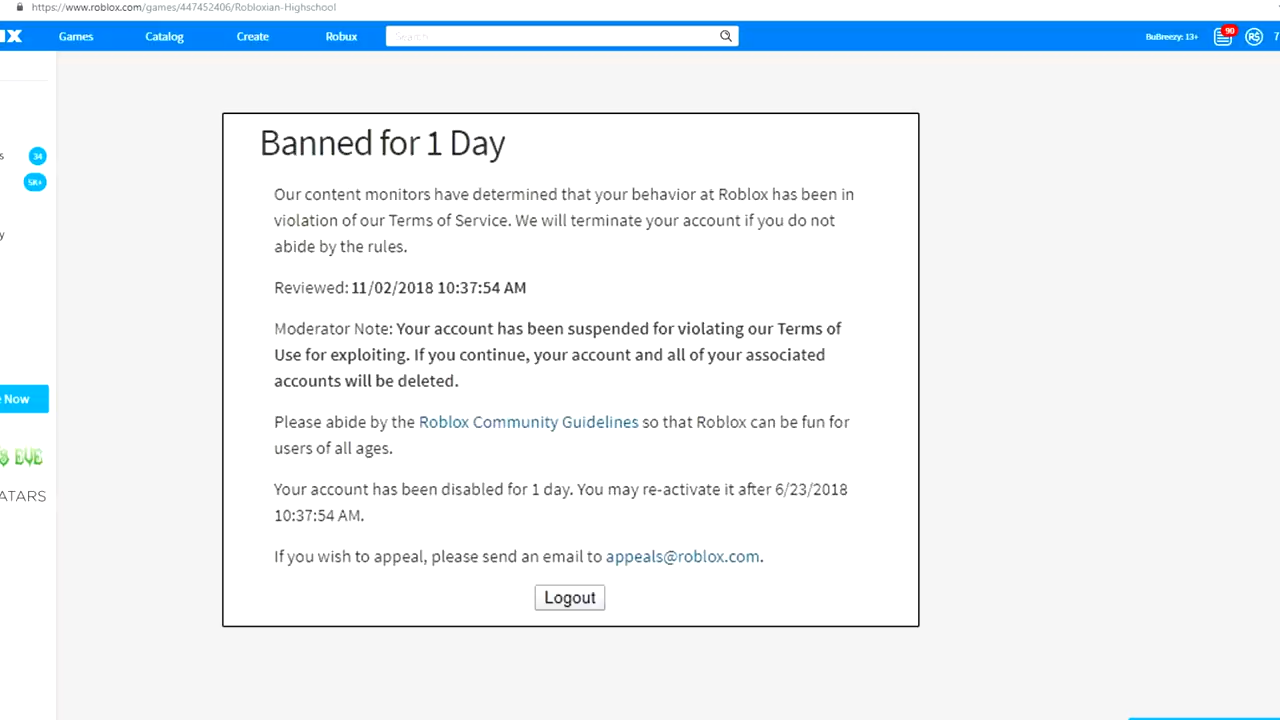 https://www.roblox.com/games/447452406/Robloxian-Highschool
X Games Catalog Create Robux Search BuBreezy: 13+ 90 R$ 7
Banned for 1 Day
Our content monitors have determined that your behavior at Roblox has been in
violation of our Terms of Service. We will terminate your account if you do not
abide by the rules.
s 34
5K+
y
Reviewed: 11/02/2018 10:37:54 AM
Moderator Note: Your account has been suspended for violating our Terms of
Use for exploiting. If you continue, your account and all of your associated
accounts will be deleted.
Now
Please abide by the Roblox Community Guidelines so that Roblox can be fun for
users of all ages.
S EVE
ATARS
Your account has been disabled for 1 day. You may re-activate it after 6/23/2018
10:37:54 AM.
If you wish to appeal, please send an email to appeals@roblox.com.
Logout